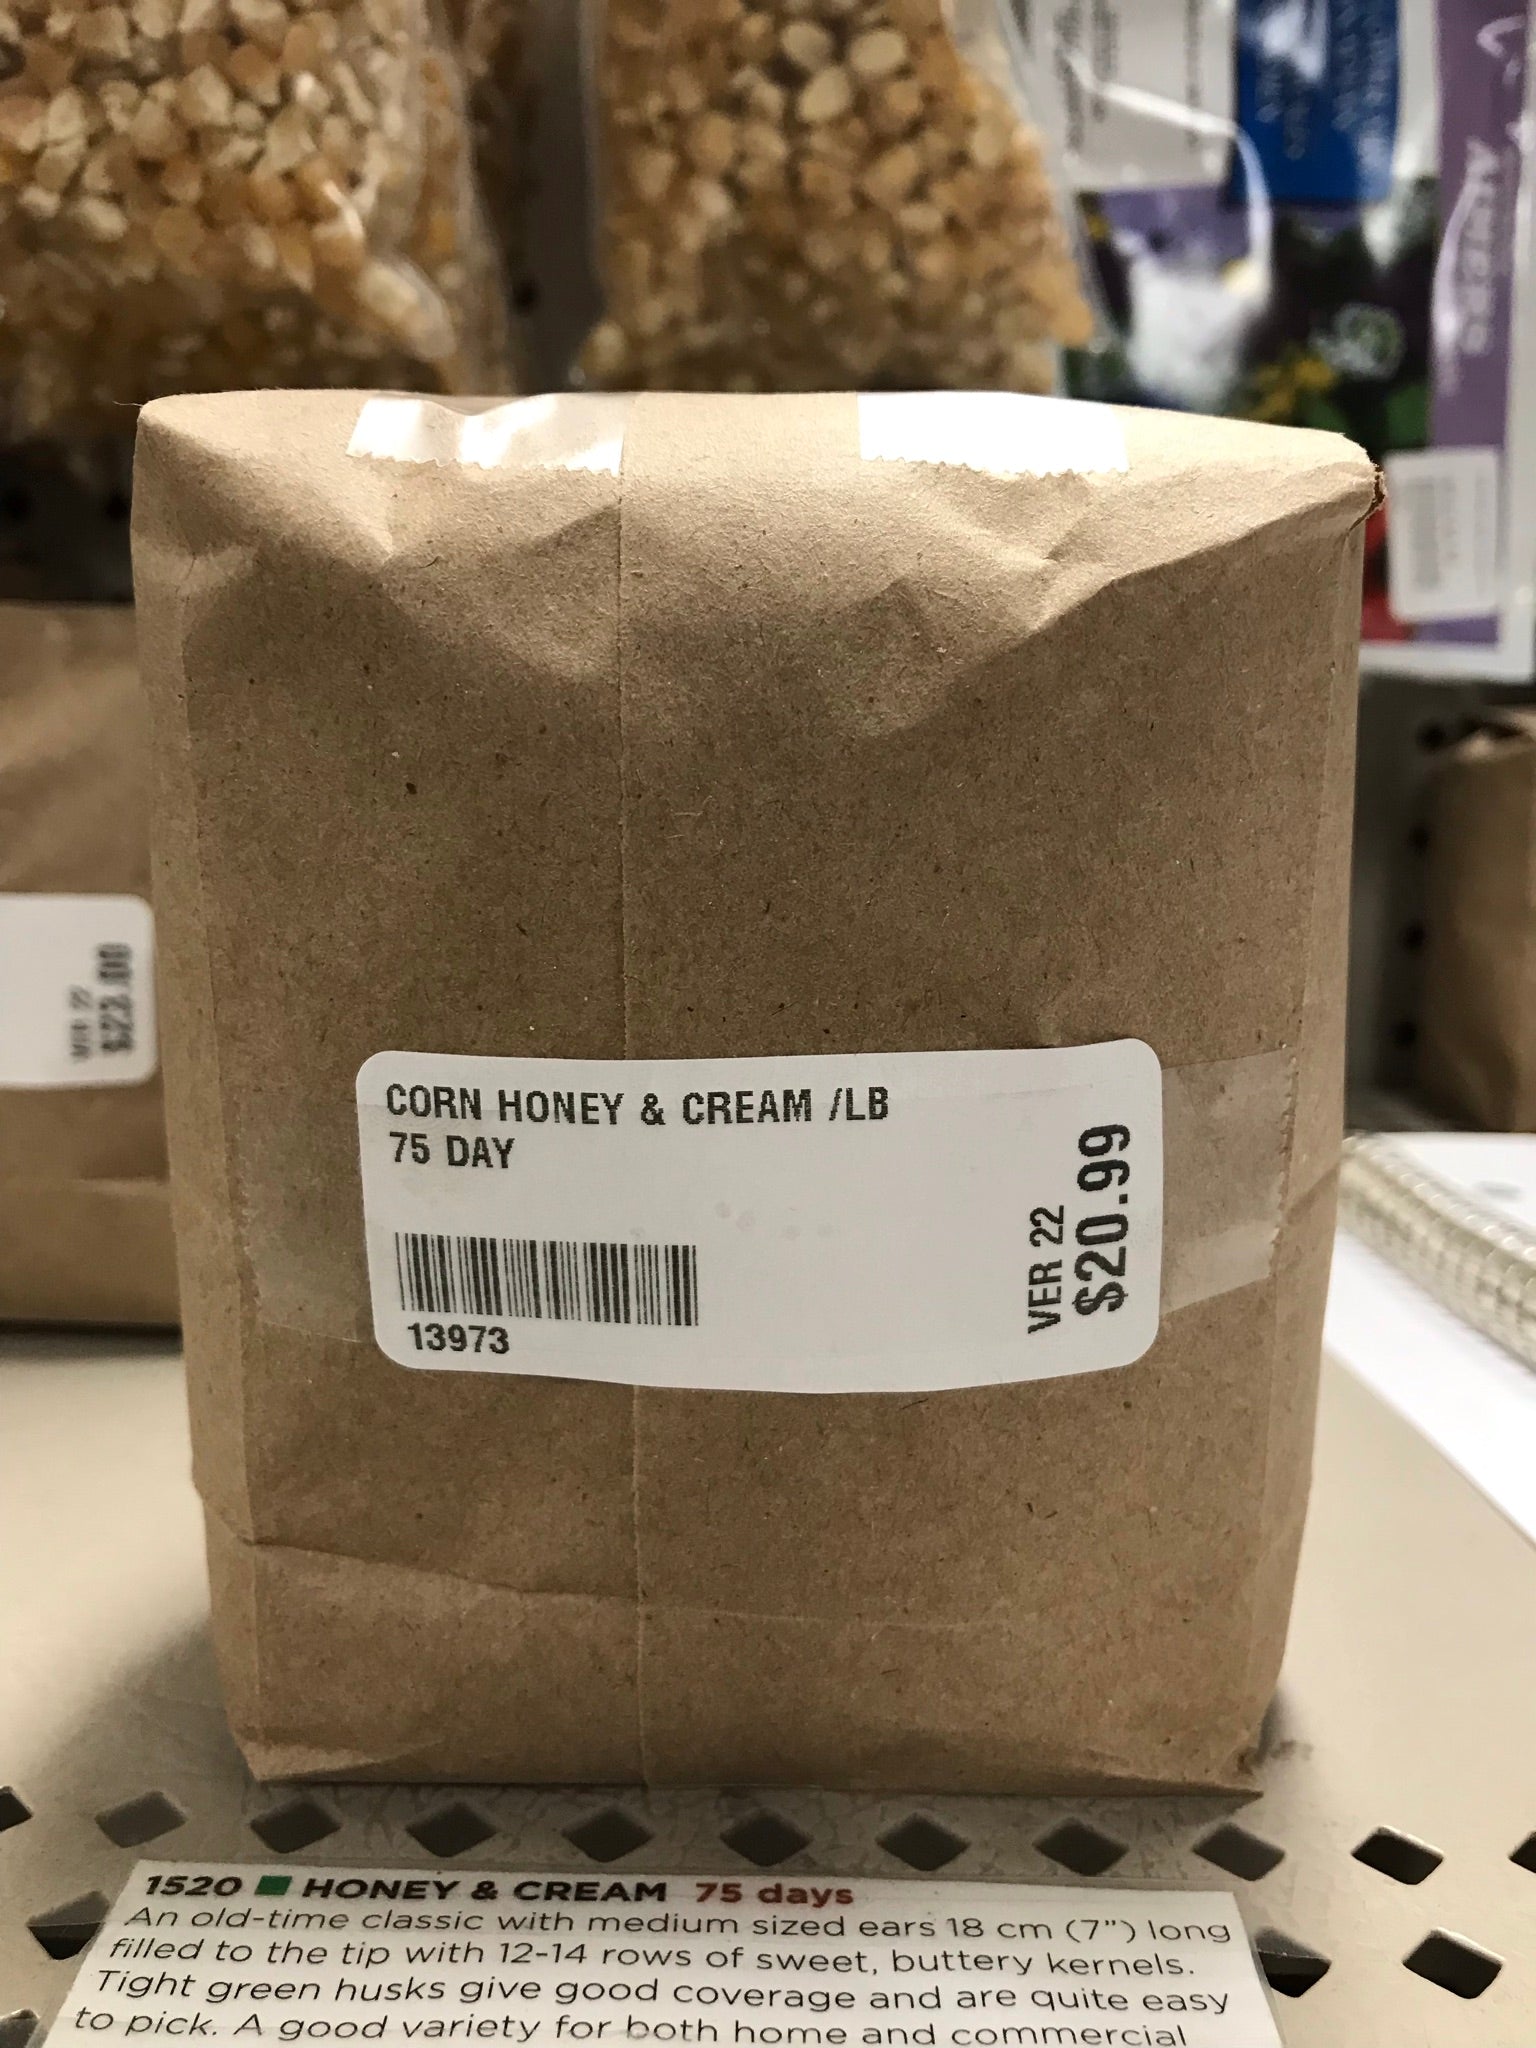 CORN HONEY & CREAM /LB
75 DAY
13973
VER 22
$20.99
VER 22
1520 HONEY & CREAM 75 days
An old-time classic with medium sized ears 18 cm (7") long
filled to the tip with 12-14 rows of sweet, buttery kernels.
Tight green husks give good coverage and are quite easy
to pick. A good variety for both home and commercial